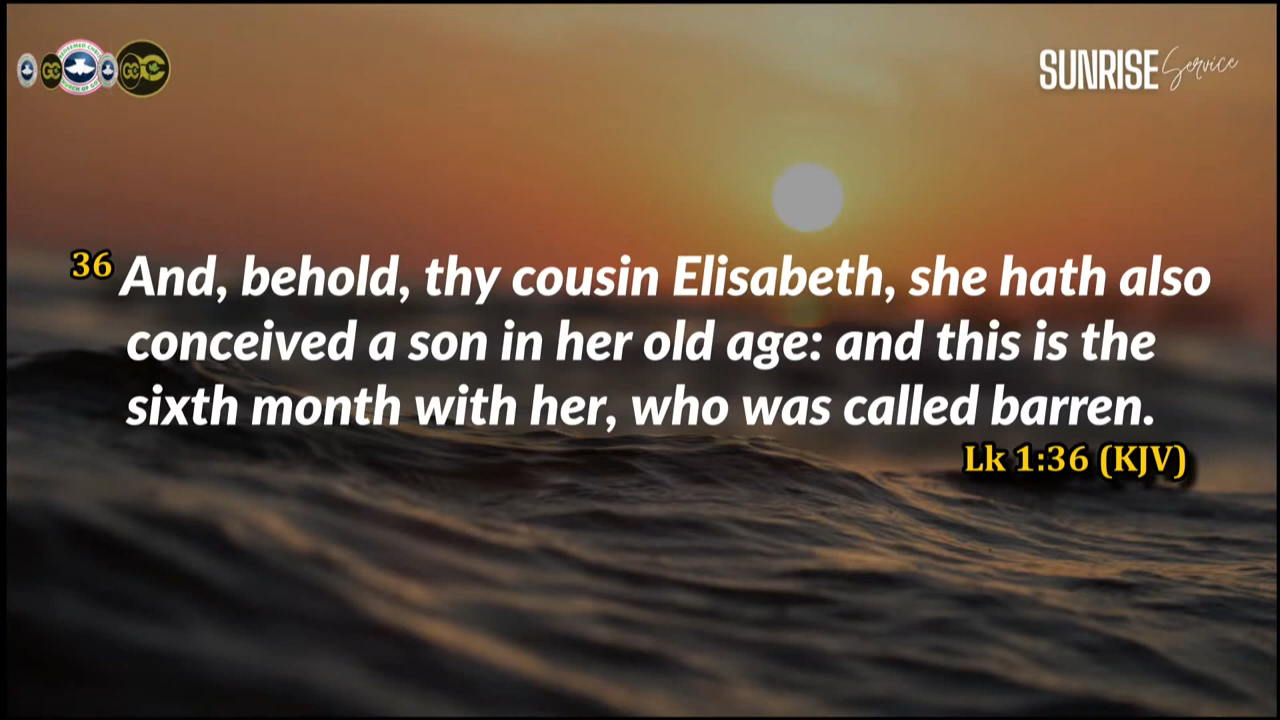 SUNRISE Service
36 And, behold, thy cousin Elisabeth, she hath also
conceived a son in her old age: and this is the
sixth month with her, who was called barren.
Lk 1:36 (KJV)